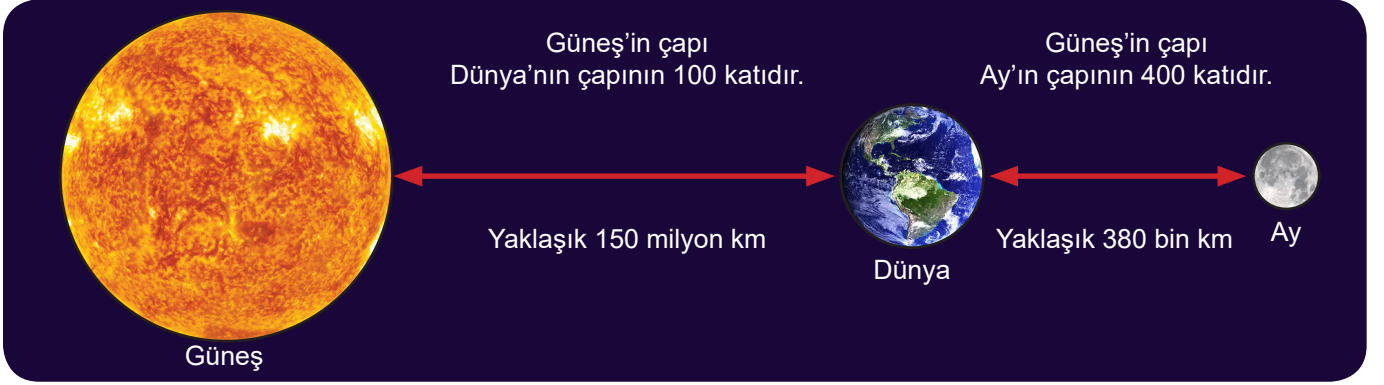 Güneş’in çapı
Dünya’nın çapının 100 katıdır.
Güneş’in çapı
Ay’ın çapının 400 katıdır.
Yaklaşık 150 milyon km
Yaklaşık 380 bin km
Ay
Dünya
Güneş